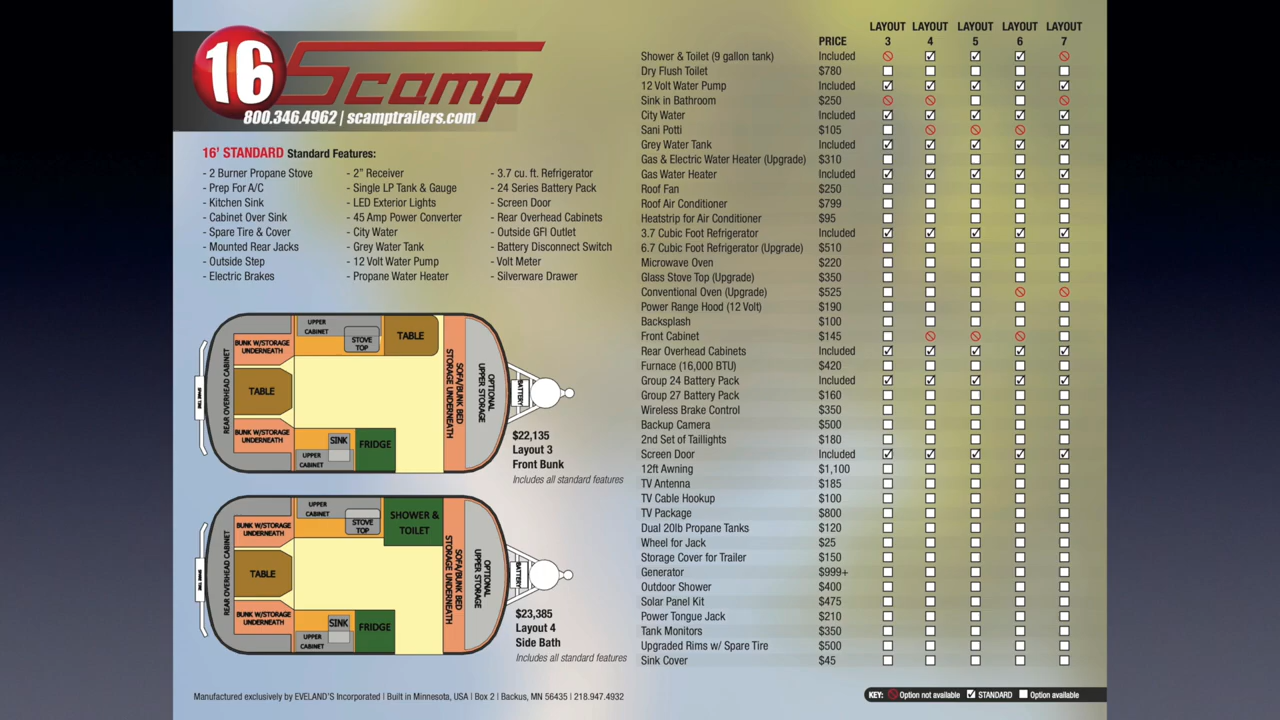 16 Scamp
800.346.4962 | scamptrailers.com
16' STANDARD Standard Features:
- 2 Burner Propane Stove
- Prep For A/C
- Kitchen Sink
- Cabinet Over Sink
- Spare Tire & Cover
- Mounted Rear Jacks
- Outside Step
- Electric Brakes
- 2" Receiver
- Single LP Tank & Gauge
- LED Exterior Lights
- 45 Amp Power Converter
- City Water
- Grey Water Tank
- 12 Volt Water Pump
- Propane Water Heater
- 3.7 cu. ft. Refrigerator
- 24 Series Battery Pack
- Screen Door
- Rear Overhead Cabinets
- Outside GFI Outlet
- Battery Disconnect Switch
- Volt Meter
- Silverware Drawer
SPARE TIRE
REAR OVERHEAD CABINET
BUNK W/STORAGE
UNDERNEATH
TABLE
BUNK W/STORAGE
UNDERNEATH
UPPER
CABINET
STOVE
TOP
TABLE
SINK
UPPER
CABINET
FRIDGE
SOFA/BUNK BED
STORAGE UNDERNEATH
OPTIONAL
UPPER STORAGE
BATTERY
$22,135
Layout 3
Front Bunk
Includes all standard features
SPARE TIRE
REAR OVERHEAD CABINET
BUNK W/STORAGE
UNDERNEATH
TABLE
BUNK W/STORAGE
UNDERNEATH
UPPER
CABINET
STOVE
TOP
SHOWER &
TOILET
SINK
UPPER
CABINET
FRIDGE
SOFA/BUNK BED
STORAGE UNDERNEATH
OPTIONAL
UPPER STORAGE
BATTERY
$23,385
Layout 4
Side Bath
Includes all standard features
LAYOUT LAYOUT LAYOUT LAYOUT LAYOUT
PRICE 3 4 5 6 7
Shower & Toilet (9 gallon tank) Included
Dry Flush Toilet $780
12 Volt Water Pump Included
Sink in Bathroom $250
City Water Included
Sani Potti $105
Grey Water Tank Included
Gas & Electric Water Heater (Upgrade) $310
Gas Water Heater Included
Roof Fan $250
Roof Air Conditioner $799
Heatstrip for Air Conditioner $95
3.7 Cubic Foot Refrigerator Included
6.7 Cubic Foot Refrigerator (Upgrade) $510
Microwave Oven $220
Glass Stove Top (Upgrade) $350
Conventional Oven (Upgrade) $525
Power Range Hood (12 Volt) $190
Backsplash $100
Front Cabinet $145
Rear Overhead Cabinets Included
Furnace (16,000 BTU) $420
Group 24 Battery Pack Included
Group 27 Battery Pack $160
Wireless Brake Control $350
Backup Camera $500
2nd Set of Taillights $180
Screen Door Included
12ft Awning $1,100
TV Antenna $185
TV Cable Hookup $100
TV Package $800
Dual 20lb Propane Tanks $120
Wheel for Jack $25
Storage Cover for Trailer $150
Generator $999+
Outdoor Shower $400
Solar Panel Kit $475
Power Tongue Jack $210
Tank Monitors $350
Upgraded Rims w/ Spare Tire $500
Sink Cover $45
Manufactured exclusively by EVELAND'S Incorporated | Built in Minnesota, USA | Box 2 | Backus, MN 56435 | 218.947.4932
KEY: Option not available STANDARD Option available